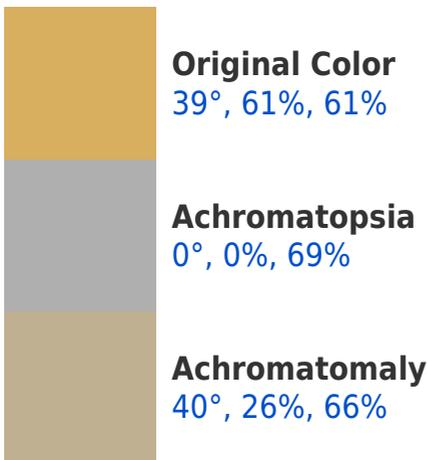 Original Color
39°, 61%, 61%
Achromatopsia
0°, 0%, 69%
Achromatomaly
40°, 26%, 66%